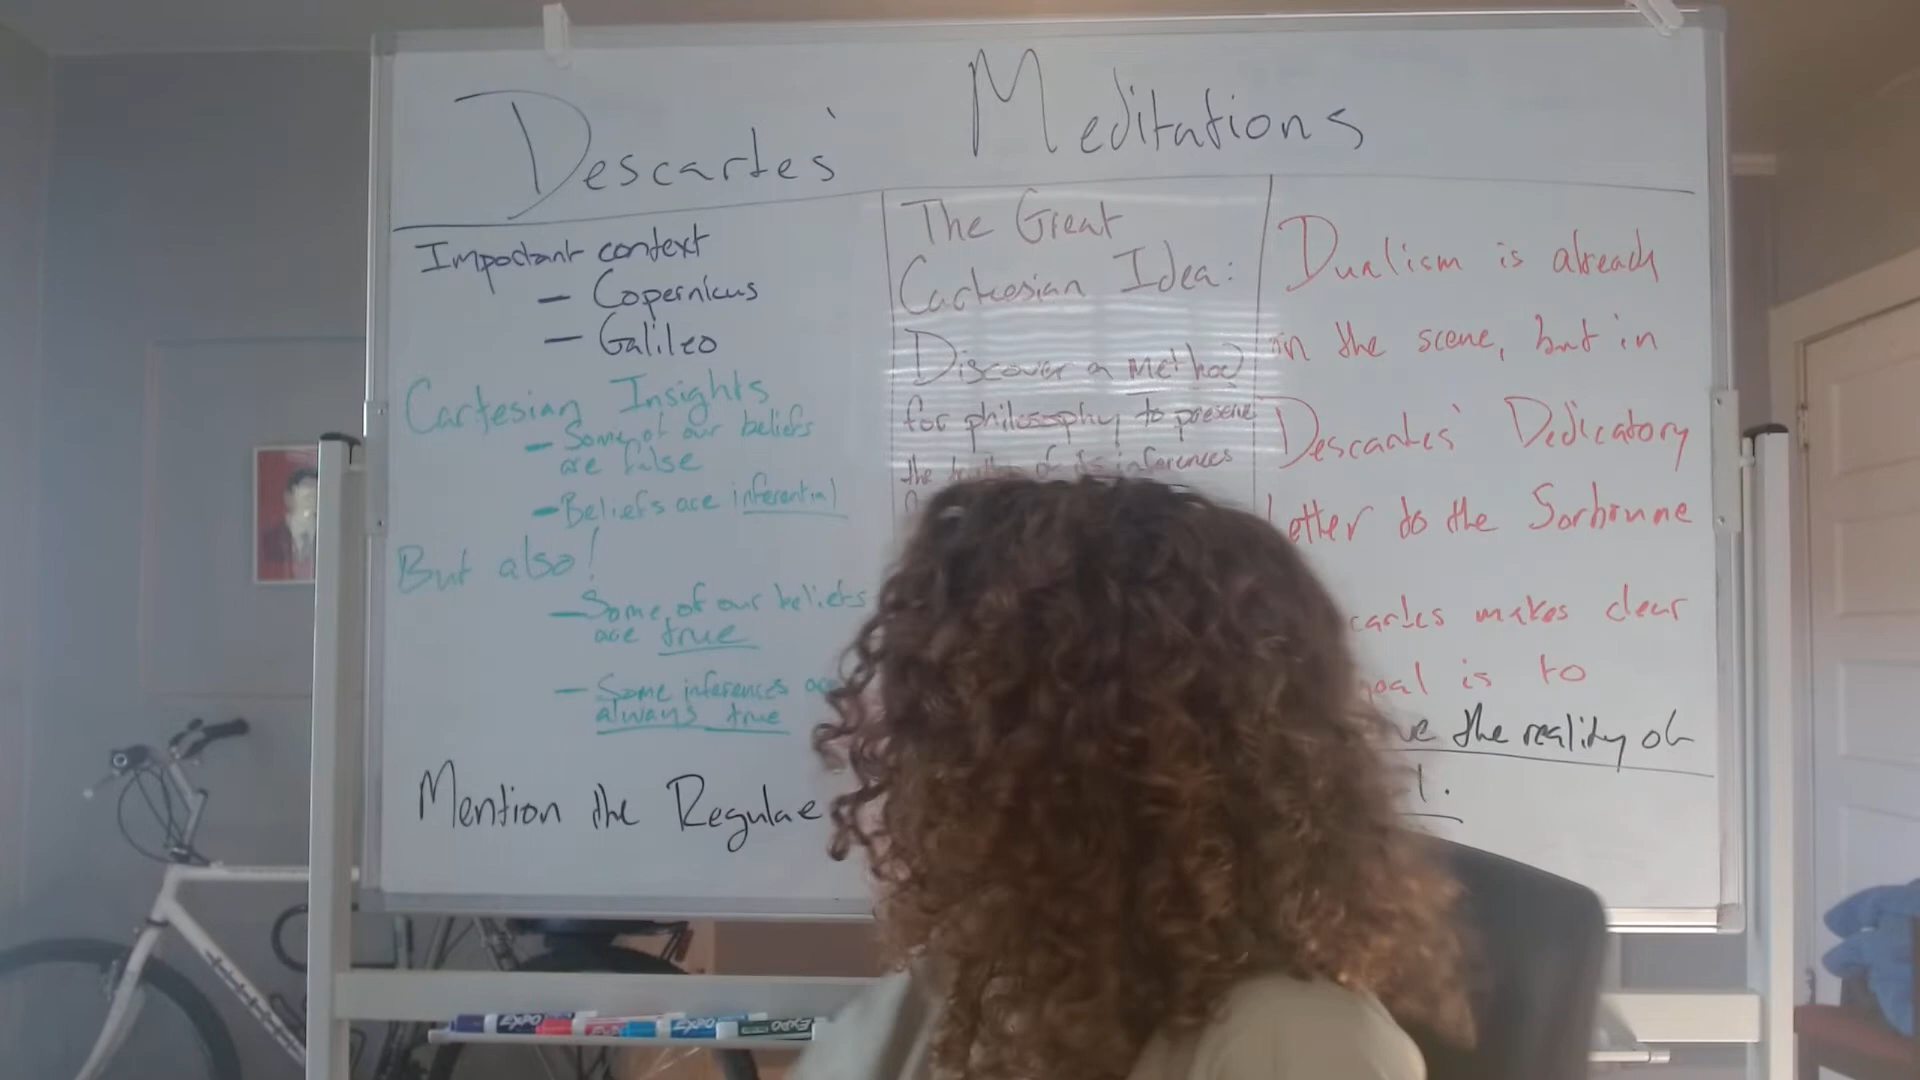 Descartes' Meditations
Important context
- Copernicus
- Galileo
Cartesian Insights
- Some of our beliefs
are false
- Beliefs are inferential
But also!
- Some of our beliefs
are true
- Some inferences are
always true
Mention the Regulae
The Great
Cartesian Idea:
Discover a method
for philosophy to preserve
the truth of its inferences
Dualism is already
in the scene, but in
Descartes' Dedicatory
letter to the Sorbonne
cartes makes clear
goal is to
the reality of
l.
EXPO